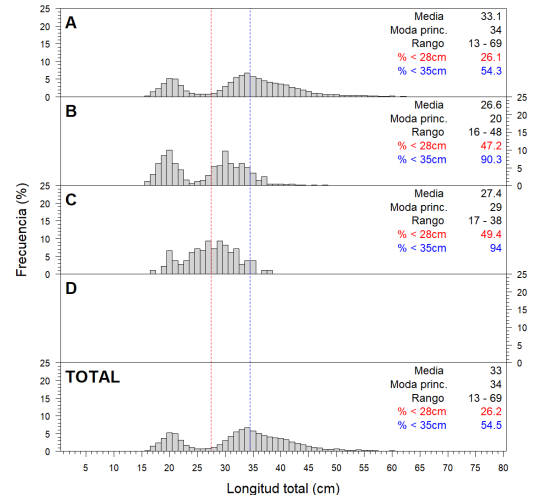 25
A
Media 33.1
20
Moda princ. 34
15
Rango 13 - 69
10
% < 28cm 26.1
5
% < 35cm 54.3
0
25
B
Media 26.6
20
Moda princ. 20
15
Rango 16 - 48
10
% < 28cm 47.2
5
% < 35cm 90.3
0
25
C
Media 27.4
20
Moda princ. 29
15
Rango 17 - 38
10
% < 28cm 49.4
5
% < 35cm 94
0
25
D
20
15
10
5
0
25
TOTAL
Media 33
20
Moda princ. 34
15
Rango 13 - 69
10
% < 28cm 26.2
5
% < 35cm 54.5
0
Frecuencia (%)
5 10 15 20 25 30 35 40 45 50 55 60 65 70 75 80
Longitud total (cm)